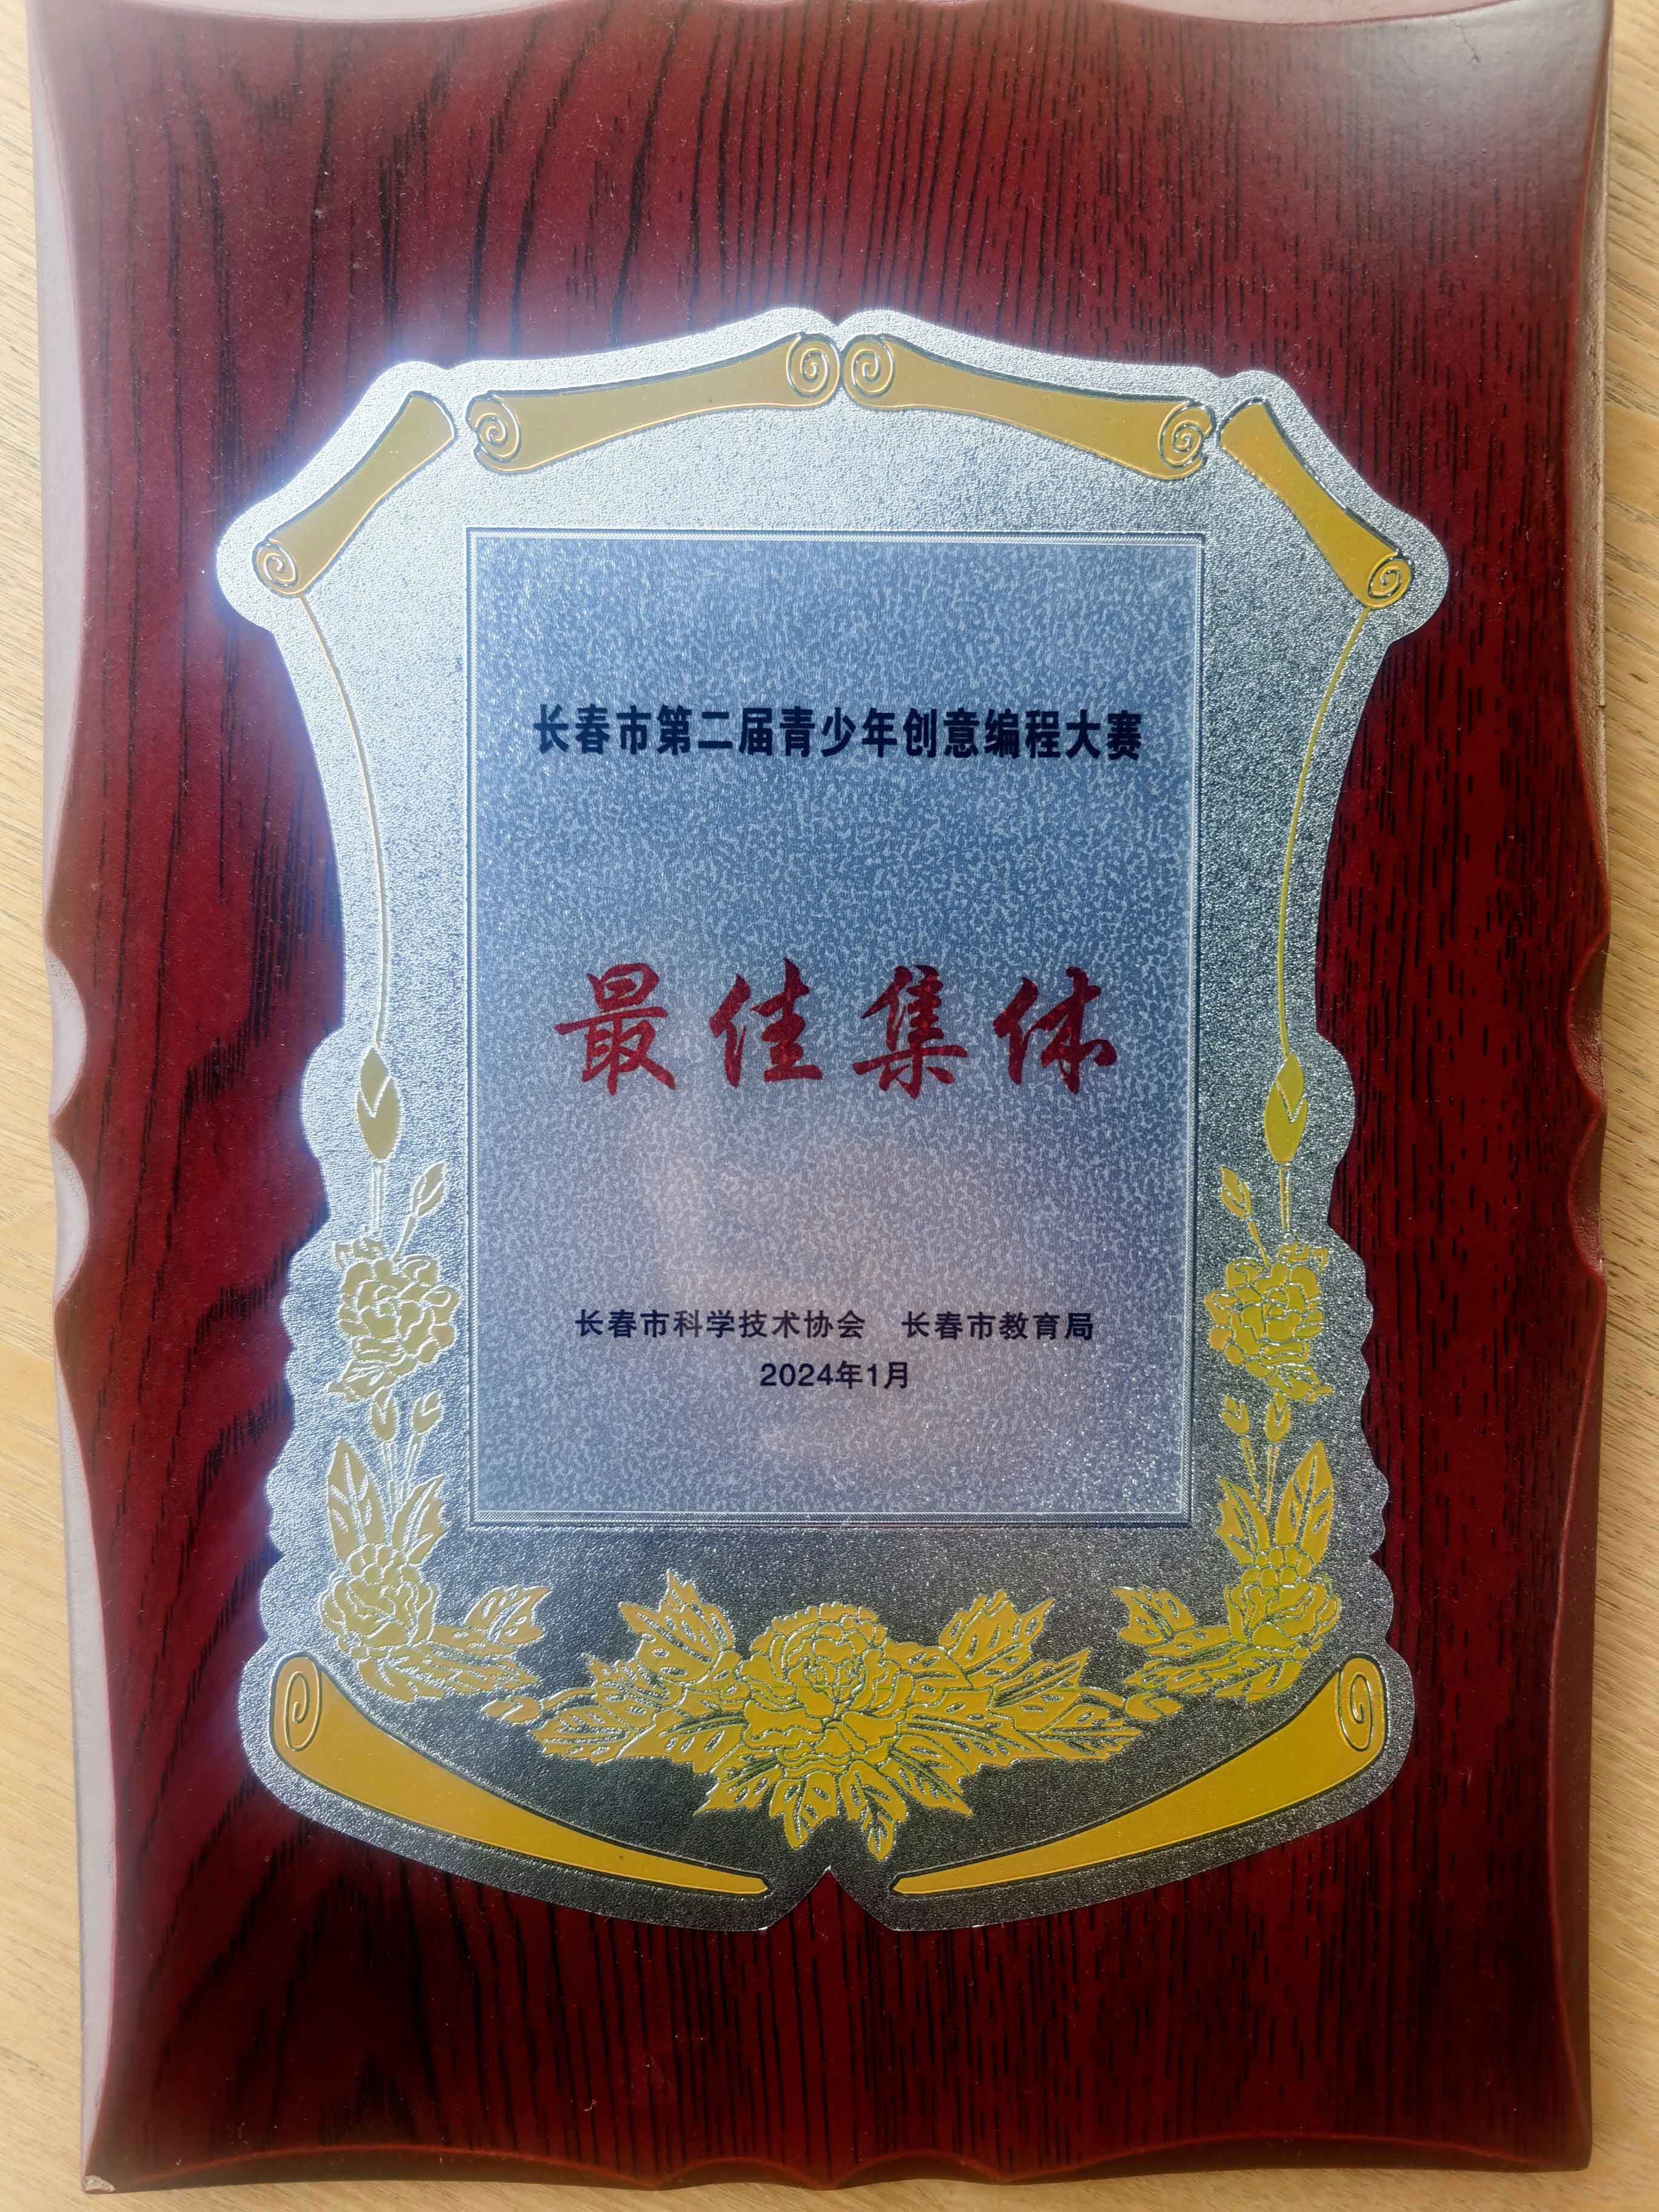 长春市第二届青少年创意编程大赛
最佳集体
长春市科学技术协会 长春市教育局
2024年1月